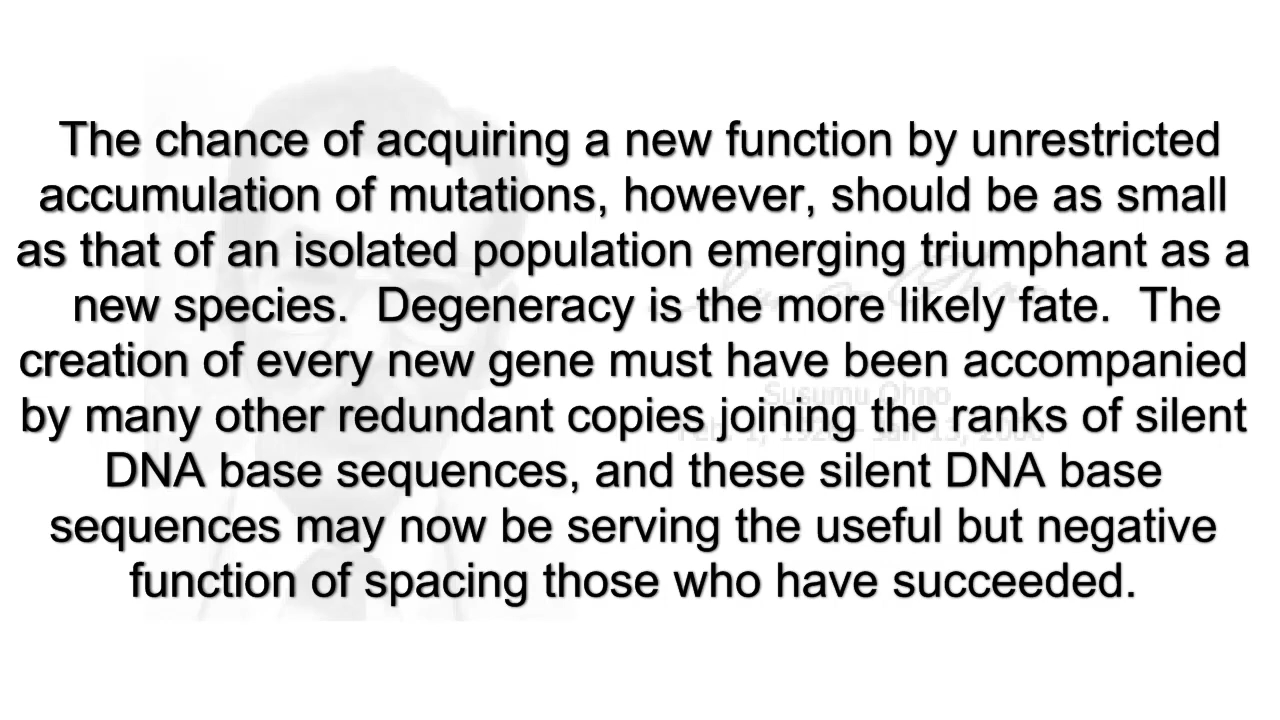 The chance of acquiring a new function by unrestricted
accumulation of mutations, however, should be as small
as that of an isolated population emerging triumphant as a
new species.  Degeneracy is the more likely fate.  The
creation of every new gene must have been accompanied
Susumu Ohno
by many other redundant copies joining the ranks of silent
DNA base sequences, and these silent DNA base
sequences may now be serving the useful but negative
function of spacing those who have succeeded.